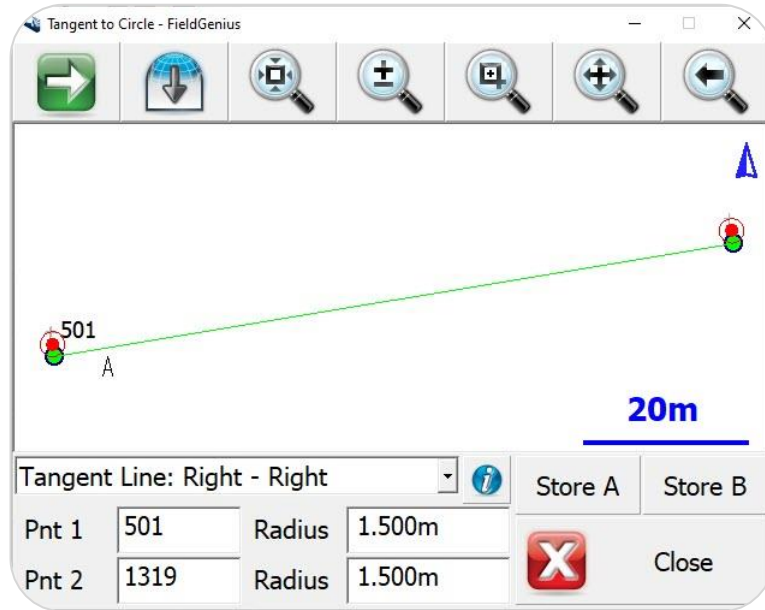 Tangent to Circle - FieldGenius
501
A
20m
Tangent Line: Right - Right
Store A
Store B
Pnt 1
501
Radius
1.500m
Pnt 2
1319
Radius
1.500m
Close